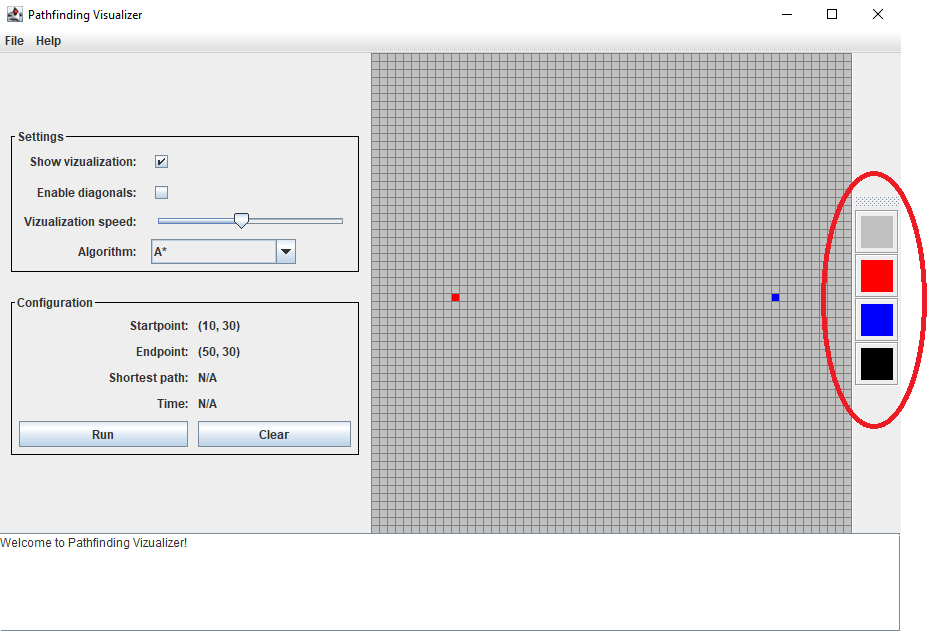 Pathfinding Visualizer
File Help
Settings
Show vizualization:
Enable diagonals:
Vizualization speed:
Algorithm: A*
Configuration
Startpoint: (10, 30)
Endpoint: (50, 30)
Shortest path: N/A
Time: N/A
Run Clear
Welcome to Pathfinding Vizualizer!